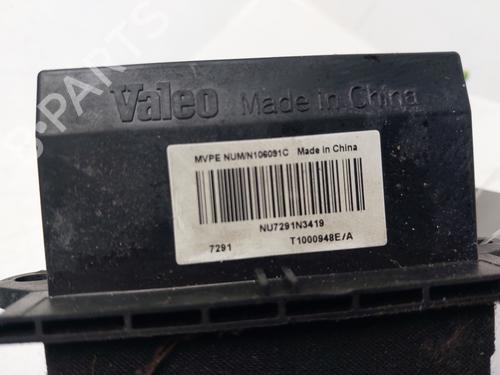 B-PARTS
Valeo Made in China
MVPE NUM/N106091C Made in China
NU7291N3419
7291 T1000948E/A